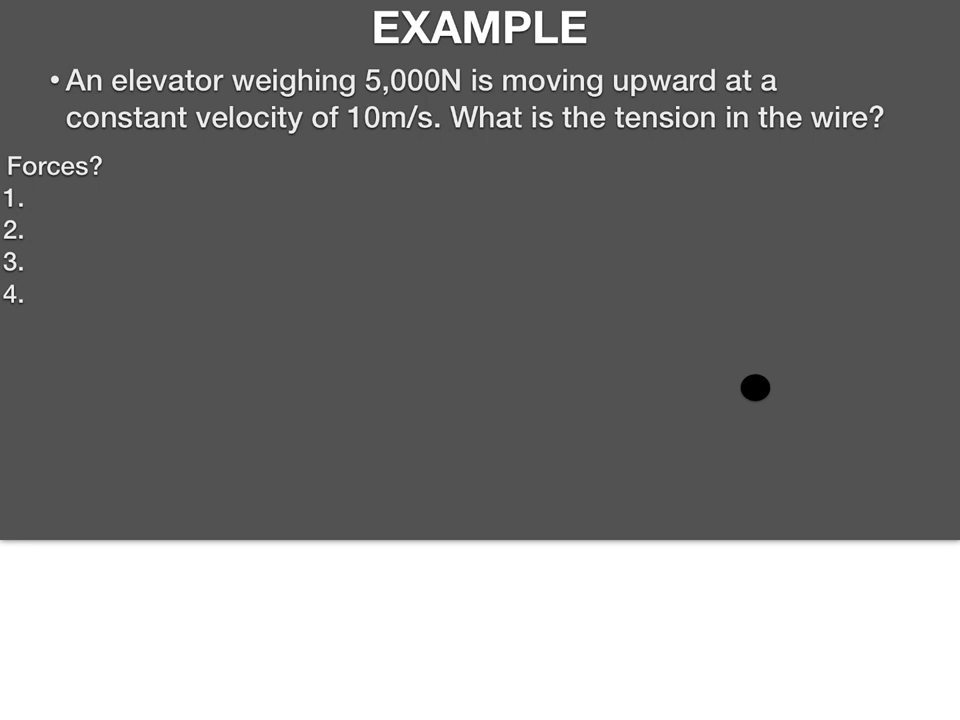 EXAMPLE
• An elevator weighing 5,000N is moving upward at a
constant velocity of 10m/s. What is the tension in the wire?
Forces?
1.
2.
3.
4.